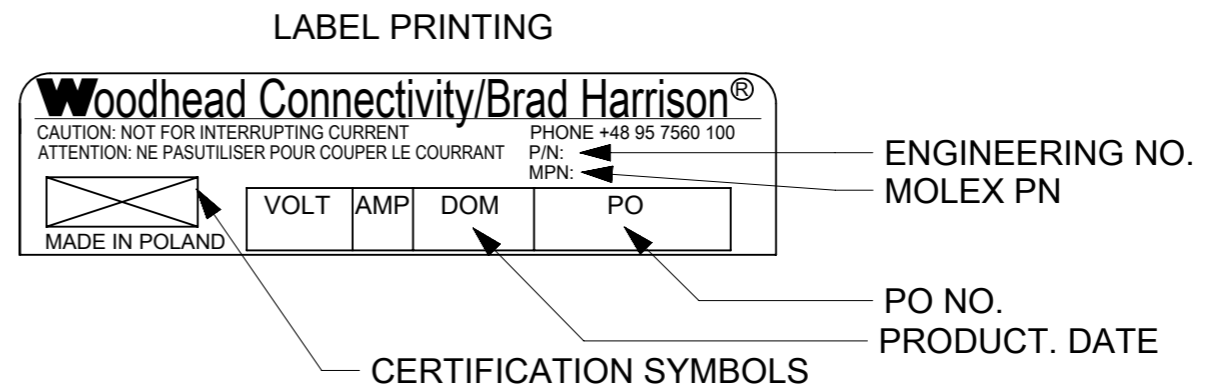 LABEL PRINTING
Woodhead Connectivity/Brad Harrison®
CAUTION: NOT FOR INTERRUPTING CURRENT
ATTENTION: NE PASUTILISER POUR COUPER LE COURRANT
PHONE +48 95 7560 100
P/N:
MPN:
ENGINEERING NO.
MOLEX PN
VOLT AMP DOM PO
MADE IN POLAND
PO NO.
PRODUCT. DATE
CERTIFICATION SYMBOLS